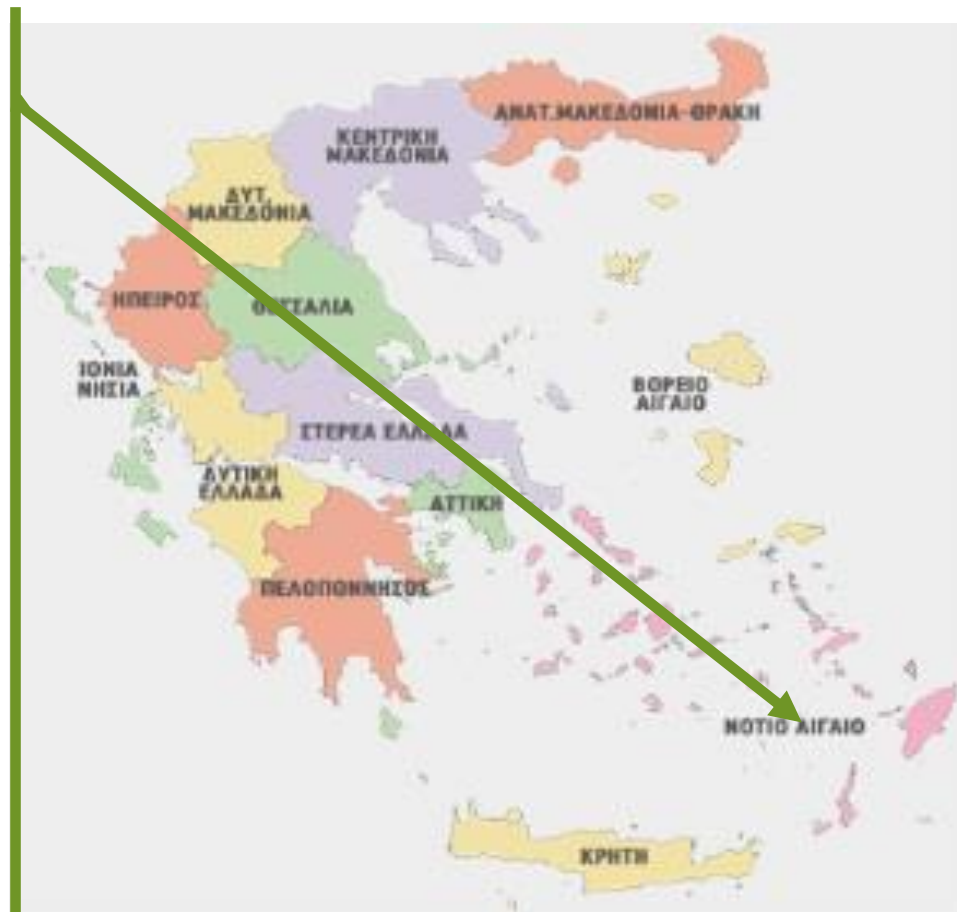 ΑΝΑΤ.ΜΑΚΕΔΟΝΙΑ-ΘΡΑΚΗ
ΚΕΝΤΡΙΚΗ
ΜΑΚΕΔΟΝΙΑ
ΔΥΤ.
ΜΑΚΕΔΟΝΙΑ
ΗΠΕΙΡΟΣ
ΘΕΣΣΑΛΙΑ
ΙΟΝΙΑ
ΝΗΣΙΑ
ΒΟΡΕΙΟ
ΑΙΓΑΙΟ
ΣΤΕΡΕΑ ΕΛΛΑΔΑ
ΔΥΤΙΚΗ
ΕΛΛΑΔΑ
ΑΤΤΙΚΗ
ΠΕΛΟΠΟΝΝΗΣΟΣ
ΝΟΤΙΟ ΑΙΓΑΙΟ
ΚΡΗΤΗ